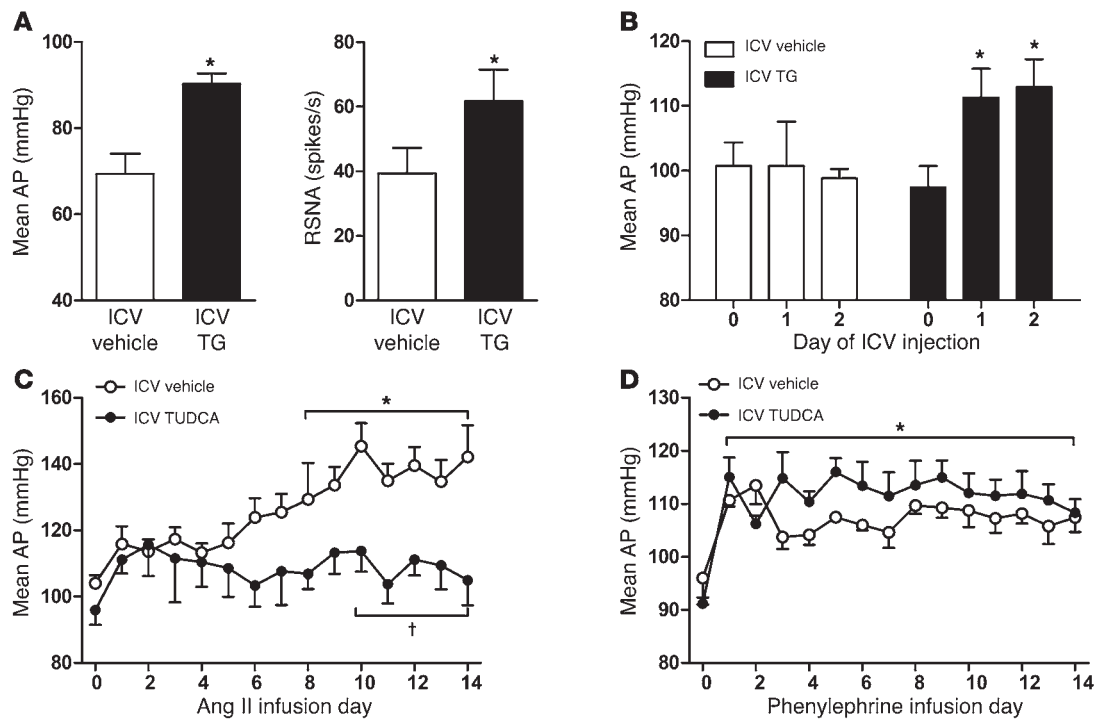 A
Mean AP (mmHg)
100
80
60
40
*
ICV
vehicle
ICV
TG
RSNA (spikes/s)
80
60
40
20
0
*
ICV
vehicle
ICV
TG
B
Mean AP (mmHg)
120
110
100
90
80
ICV vehicle
ICV TG
* *
0 1 2 0 1 2
Day of ICV injection
C
Mean AP (mmHg)
160
140
120
100
80
ICV vehicle
ICV TUDCA
*
†
0 2 4 6 8 10 12 14
Ang II infusion day
D
Mean AP (mmHg)
130
120
110
100
90
80
ICV vehicle
ICV TUDCA
*
0 2 4 6 8 10 12 14
Phenylephrine infusion day